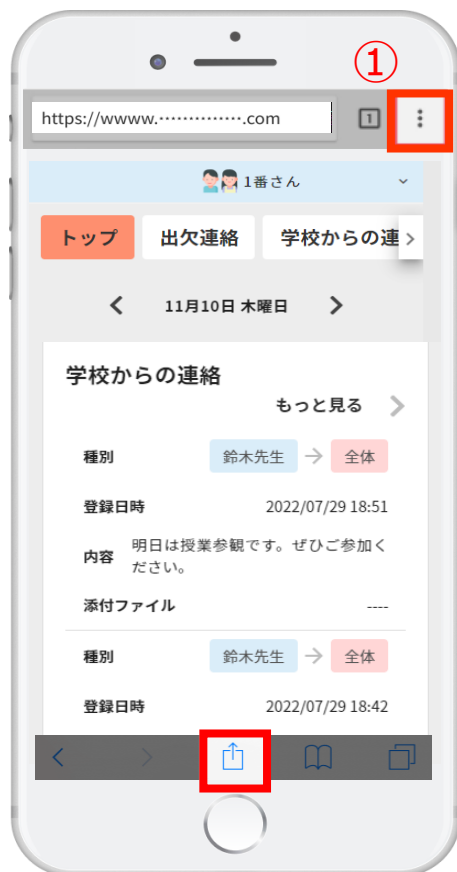 ①
https://wwww.…………….com
1
1番さん
トップ 出欠連絡 学校からの連
11月10日 木曜日
学校からの連絡
もっと見る
種別 鈴木先生 → 全体
登録日時 2022/07/29 18:51
内容 明日は授業参観です。ぜひご参加く
ださい。
添付ファイル ----
種別 鈴木先生 → 全体
登録日時 2022/07/29 18:42